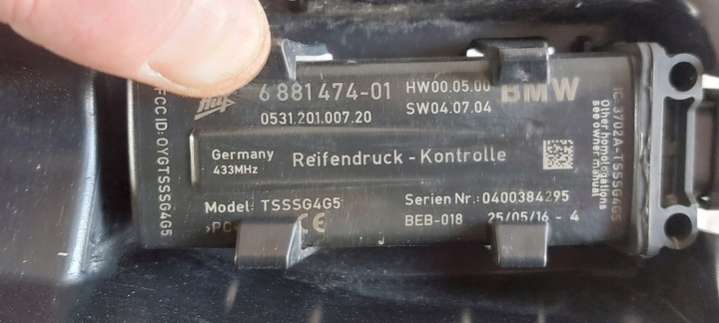 6 881 474-01
HW00.05.00
BMW
0531.201.007.20
SW04.07.04
Germany
433MHz
Reifendruck - Kontrolle
Model: TSSSG4G5
Serien Nr.: 0400384295
CE
BEB-018
25/05/16 - 4
FCC ID: OYGTSSSG4G5
IC 3702A-TSSSG4G5
Other homologations
see owner manual